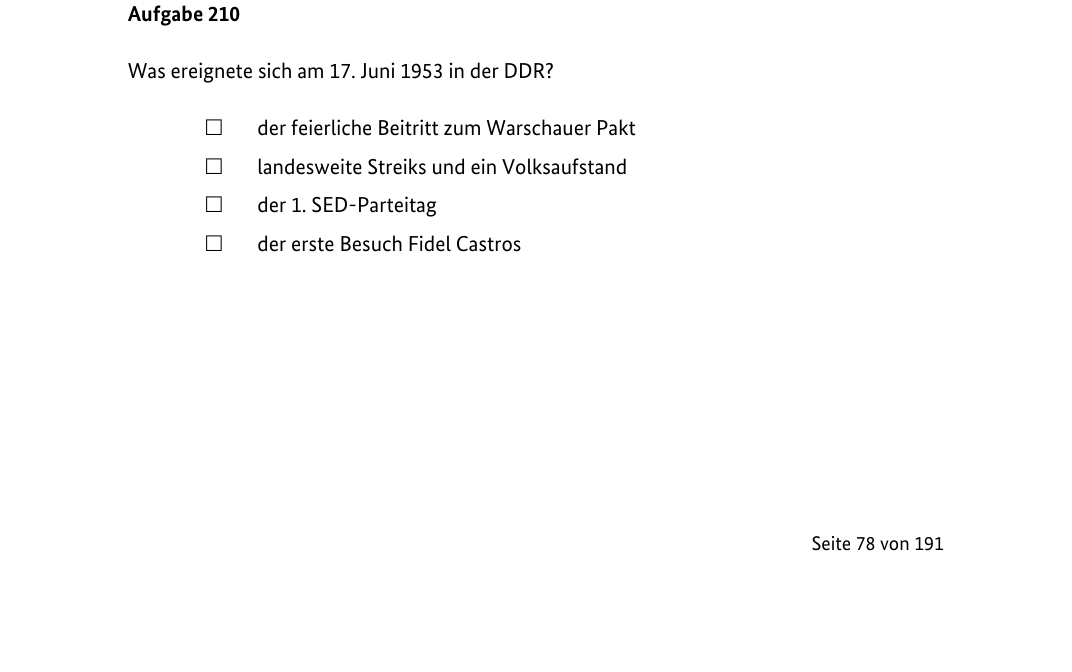 Aufgabe 210
Was ereignete sich am 17. Juni 1953 in der DDR?
☐ der feierliche Beitritt zum Warschauer Pakt
☐ landesweite Streiks und ein Volksaufstand
☐ der 1. SED-Parteitag
☐ der erste Besuch Fidel Castros
Seite 78 von 191